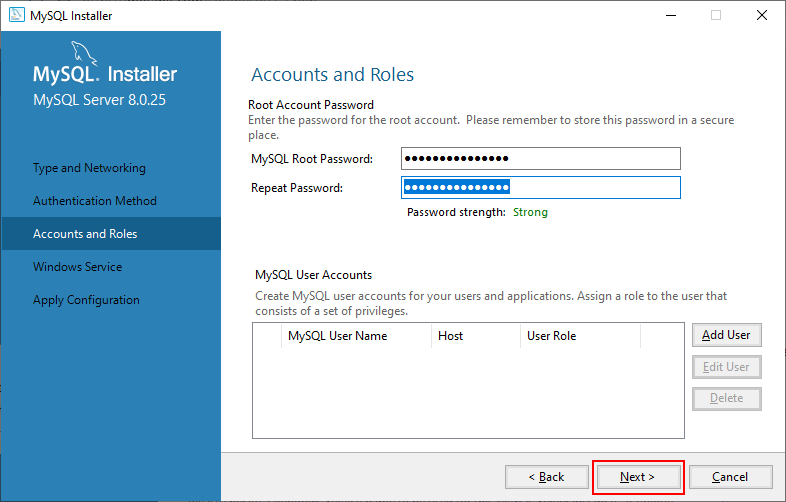 MySQL Installer
MySQL. Installer
MySQL Server 8.0.25
Type and Networking
Authentication Method
Accounts and Roles
Windows Service
Apply Configuration
Accounts and Roles
Root Account Password
Enter the password for the root account.  Please remember to store this password in a secure
place.
MySQL Root Password: ●●●●●●●●●●●●●●●
Repeat Password: ●●●●●●●●●●●●●●●
Password strength: Strong
MySQL User Accounts
Create MySQL user accounts for your users and applications. Assign a role to the user that
consists of a set of privileges.
MySQL User Name Host User Role
Add User
Edit User
Delete
< Back Next > Cancel